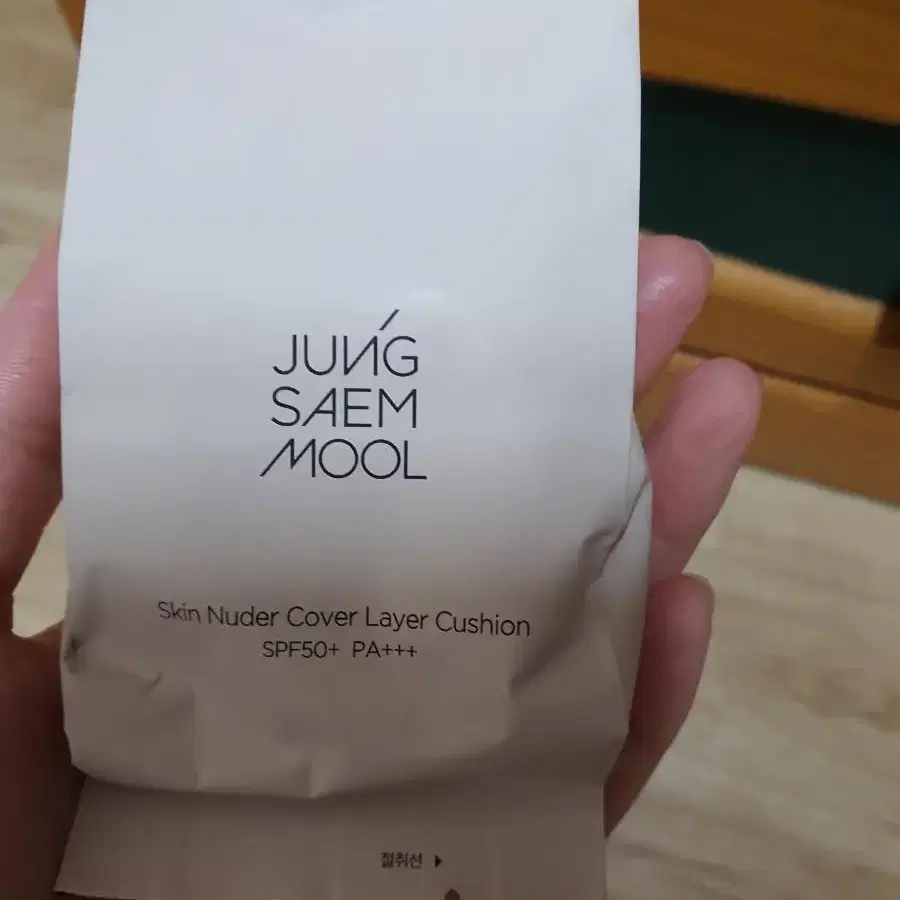 JUNG
SAEM
MOOL
Skin Nuder Cover Layer Cushion
SPF50+ PA+++
절취선